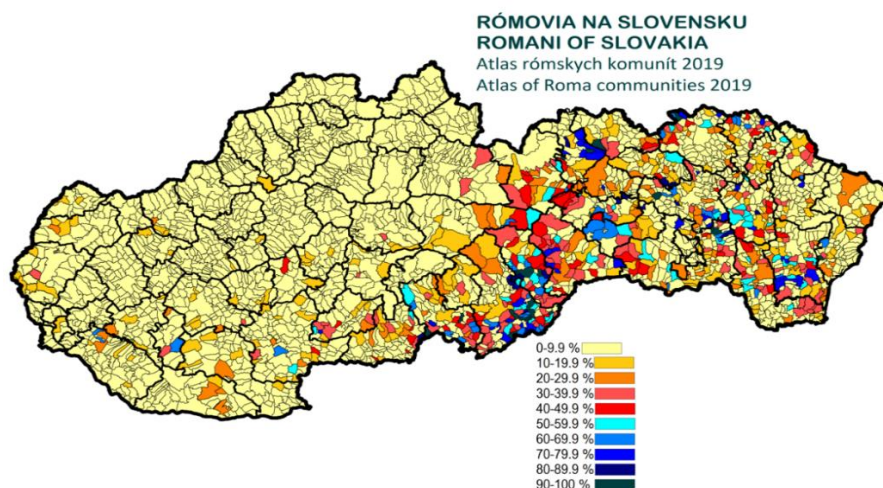 RÓMOVIA NA SLOVENSKU
ROMANI OF SLOVAKIA
Atlas rómskych komunít 2019
Atlas of Roma communities 2019
0-9.9 %
10-19.9 %
20-29.9 %
30-39.9 %
40-49.9 %
50-59.9 %
60-69.9 %
70-79.9 %
80-89.9 %
90-100 %